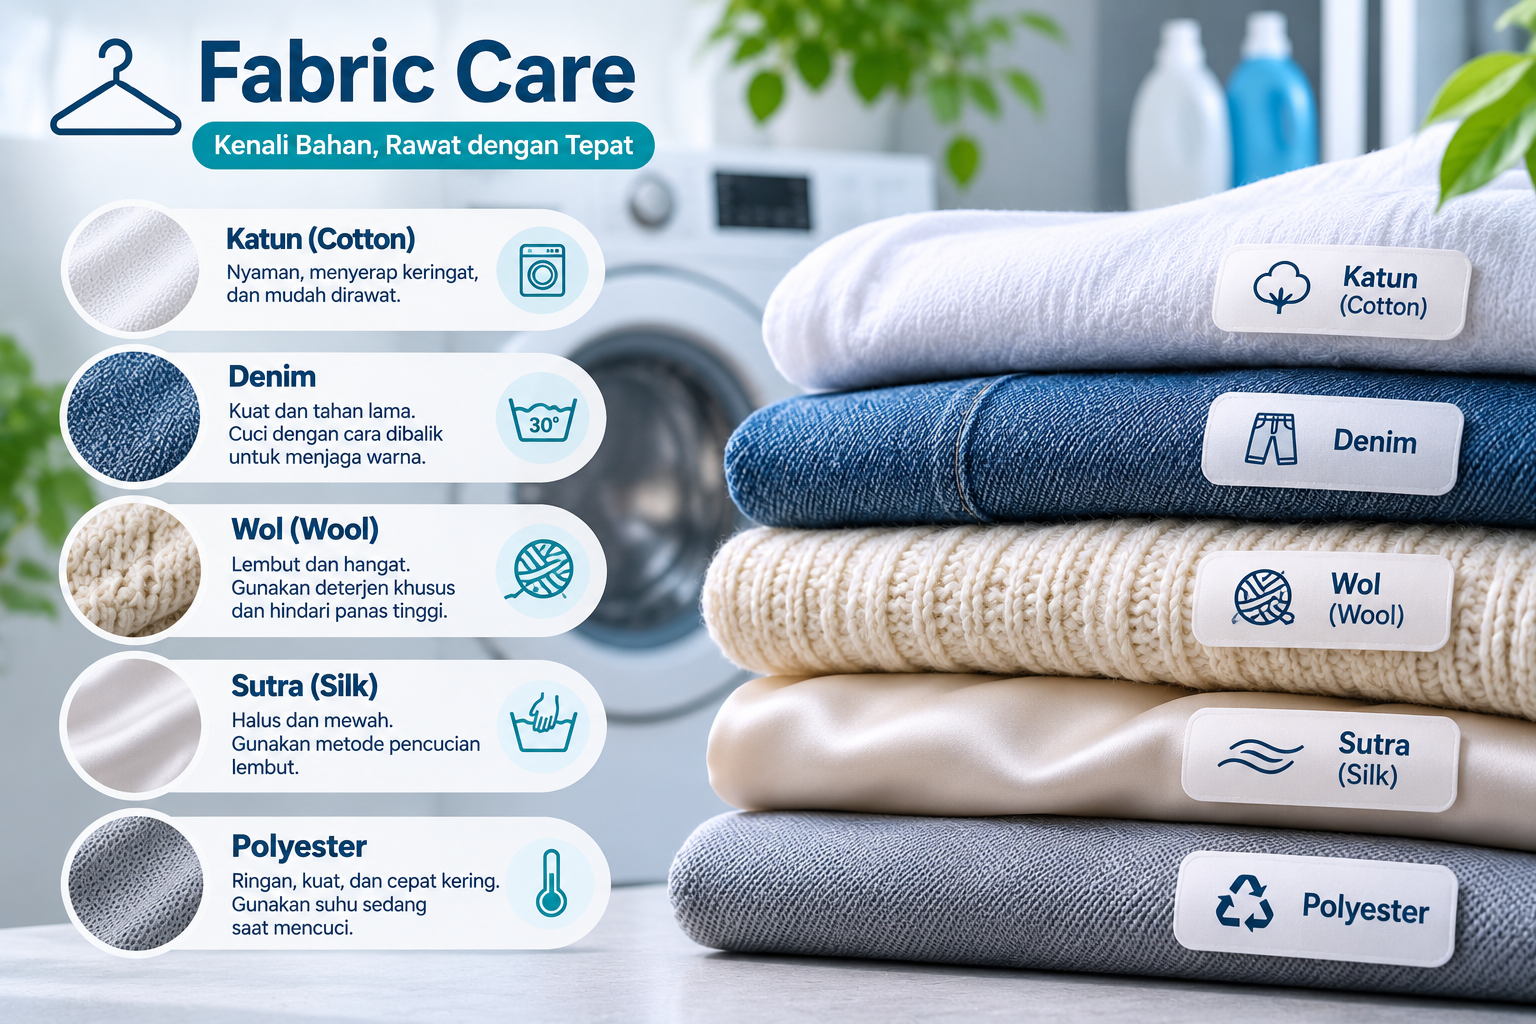 Fabric Care
Kenali Bahan, Rawat dengan Tepat
Katun (Cotton)
Nyaman, menyerap keringat,
dan mudah dirawat.
Denim
Kuat dan tahan lama.
Cuci dengan cara dibalik
untuk menjaga warna.
30°
Wol (Wool)
Lembut dan hangat.
Gunakan deterjen khusus
dan hindari panas tinggi.
Sutra (Silk)
Halus dan mewah.
Gunakan metode pencucian
lembut.
Polyester
Ringan, kuat, dan cepat kering.
Gunakan suhu sedang
saat mencuci.
Katun
(Cotton)
Denim
Wol
(Wool)
Sutra
(Silk)
Polyester